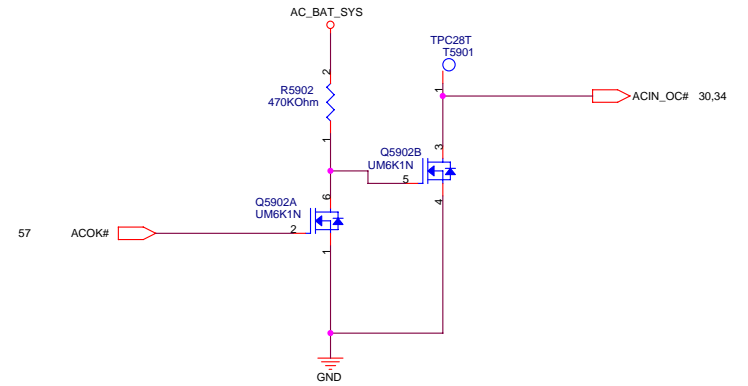 AC_BAT_SYS
TPC28T
T5901
2
R5902
470KOhm
1
1
ACIN_OC# 30,34
Q5902B
UM6K1N
3
5
4
Q5902A
UM6K1N
6
57 ACOK#
2
1
GND